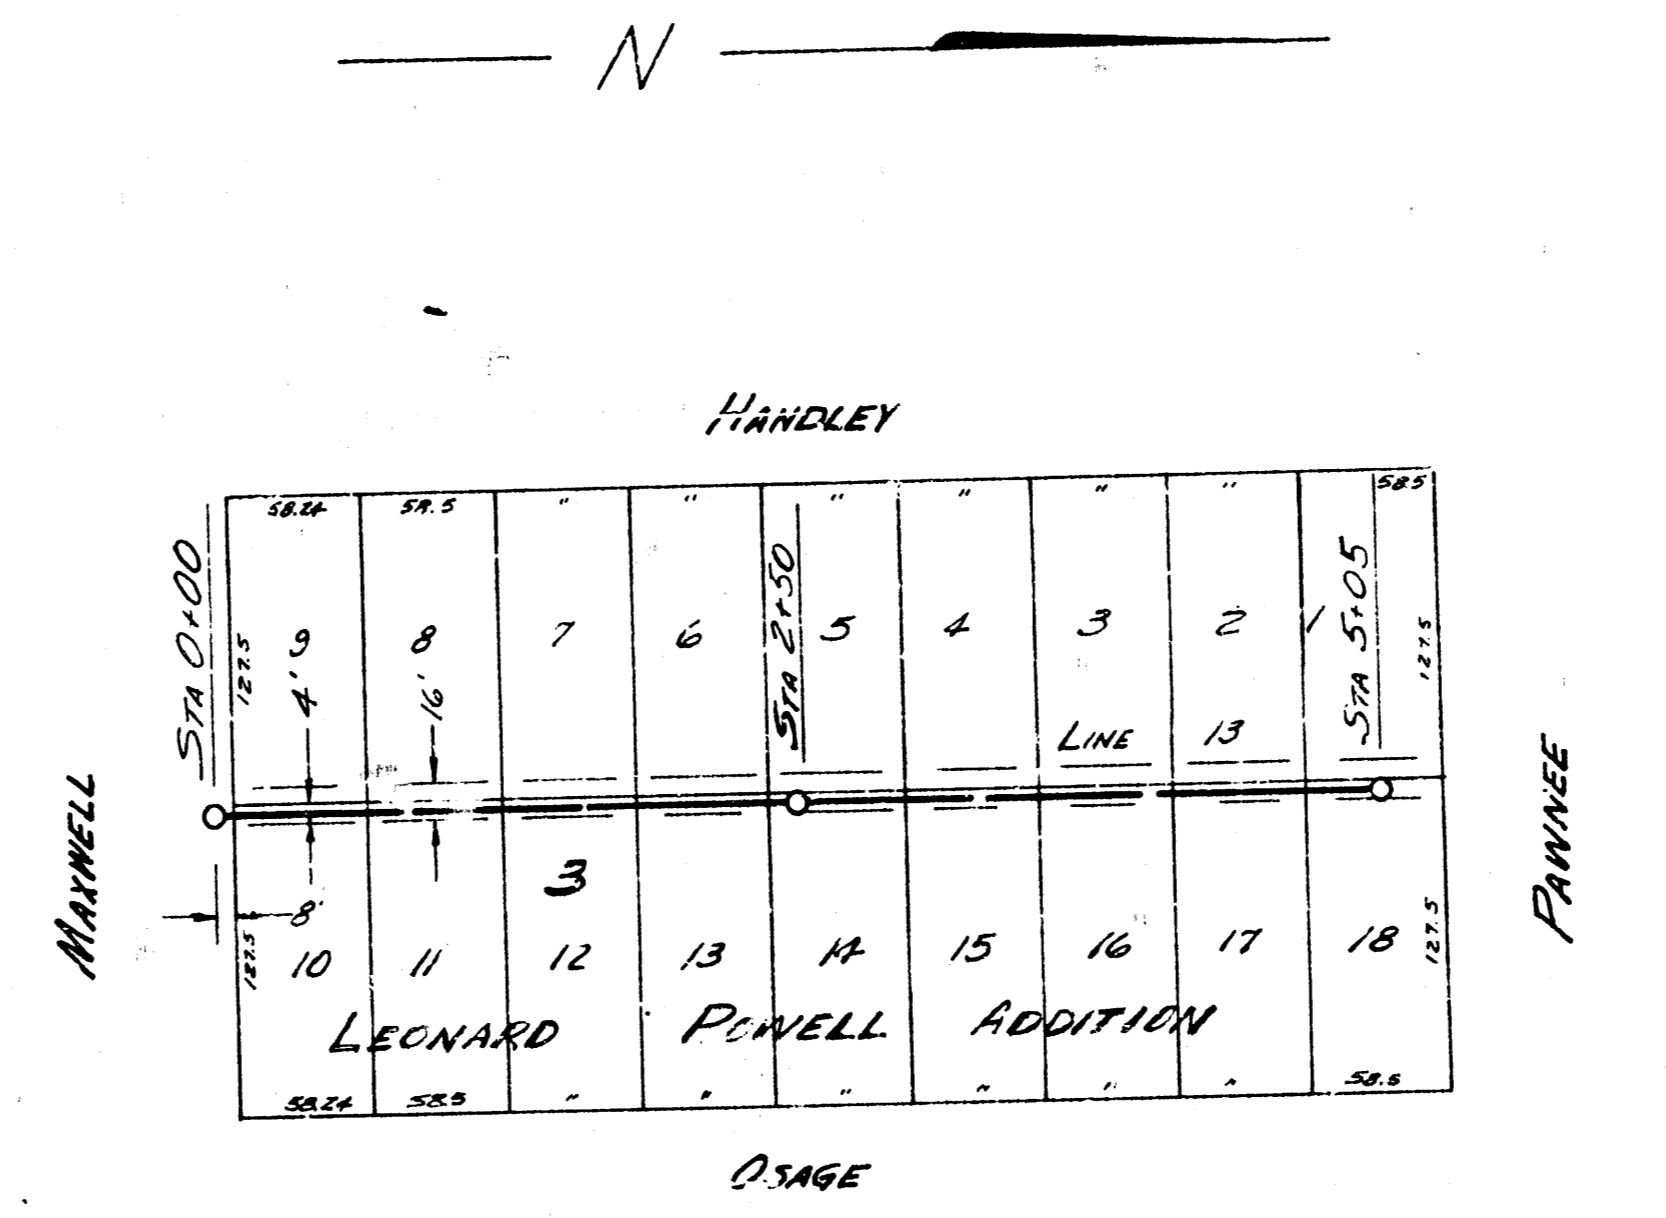 N
HANDLEY
58.24 58.5 " " " " " " 58.5
STA 0+00
STA 2+50
STA 5+05
127.5
127.5
9 8 7 6 5 4 3 2 1
4'
16'
LINE 13
MAXWELL
PAWNEE
3
8'
127.5
127.5
10 11 12 13 14 15 16 17 18
LEONARD POWELL ADDITION
58.24 58.5 " " " " " " 58.5
OSAGE